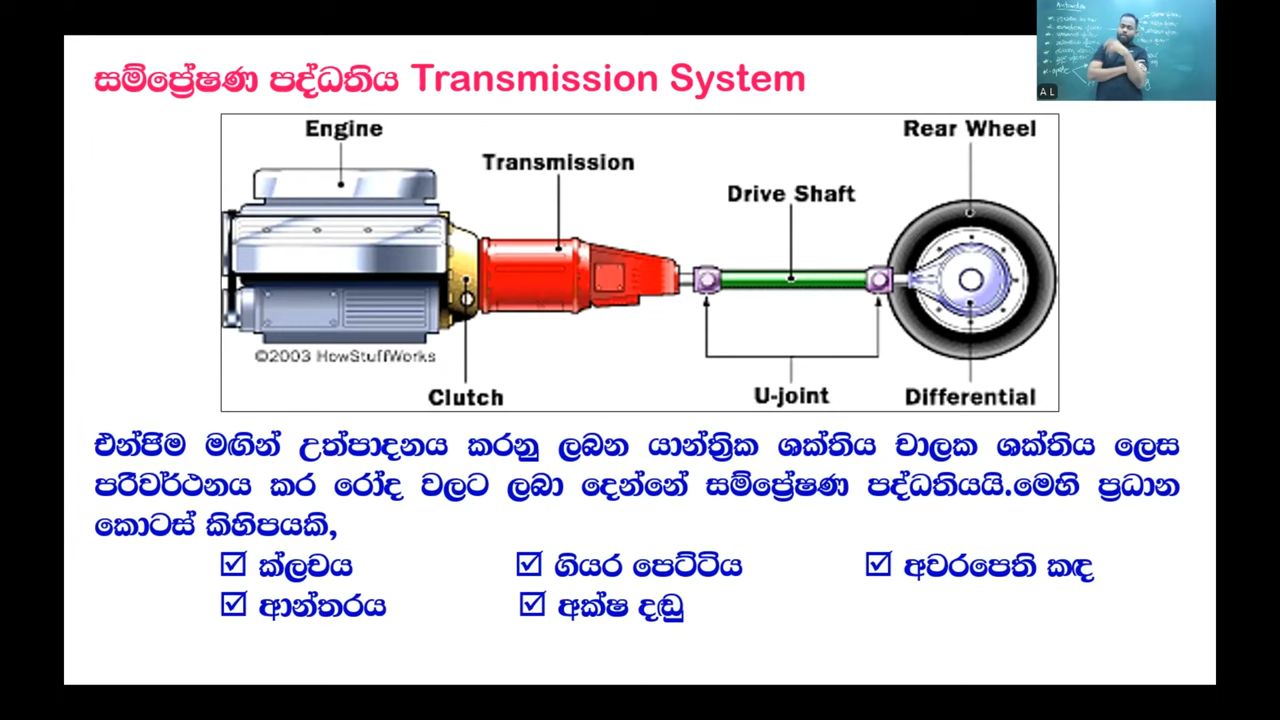 සම්ප්‍රේෂණ පද්ධතිය Transmission System
A L
Engine
Rear Wheel
Transmission
Drive Shaft
©2003 HowStuffWorks
Clutch
U-joint
Differential
එන්ජිම මඟින් උත්පාදනය කරනු ලබන යාන්ත්‍රික ශක්තිය චාලක ශක්තිය ලෙස
පරිවර්ථනය කර රෝද වලට ලබා දෙන්නේ සම්ප්‍රේෂණ පද්ධතියයි.මෙහි ප්‍රධාන
කොටස් කිහිපයකි,
☑ ක්ලචය ☑ ගියර පෙට්ටිය ☑ අවරපෙති කඳ
☑ ආන්තරය ☑ අක්ෂ දඬු